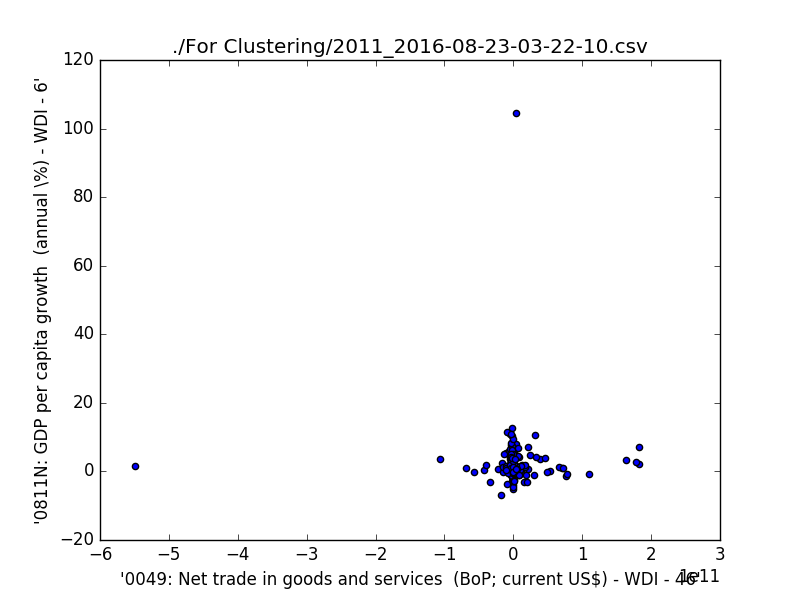 ./For Clustering/2011_2016-08-23-03-22-10.csv
120
100
80
60
40
20
0
−20
'0811N: GDP per capita growth  (annual \%) - WDI - 6'
−6 −5 −4 −3 −2 −1 0 1 2 3
1e11
'0049: Net trade in goods and services  (BoP; current US$) - WDI - 46'